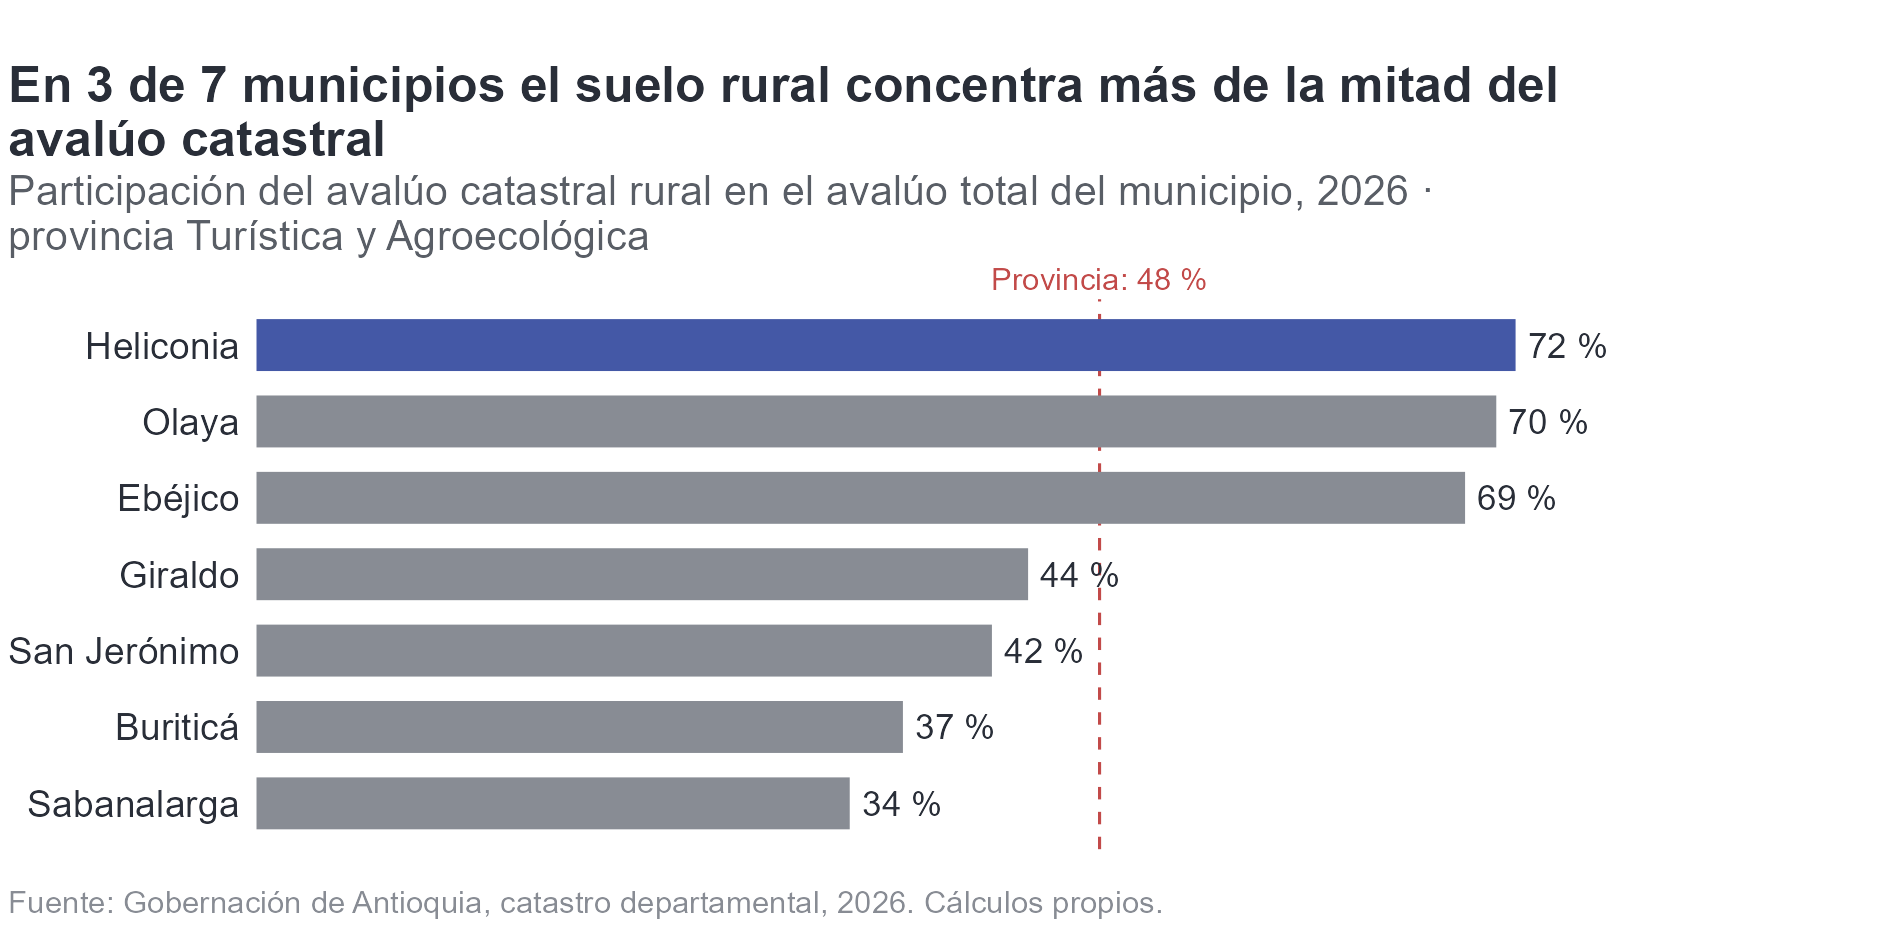 En 3 de 7 municipios el suelo rural concentra más de la mitad del
avalúo catastral
Participación del avalúo catastral rural en el avalúo total del municipio, 2026 ·
provincia Turística y Agroecológica
Provincia: 48 %
Heliconia 72 %
Olaya 70 %
Ebéjico 69 %
Giraldo 44 %
San Jerónimo 42 %
Buriticá 37 %
Sabanalarga 34 %
Fuente: Gobernación de Antioquia, catastro departamental, 2026. Cálculos propios.